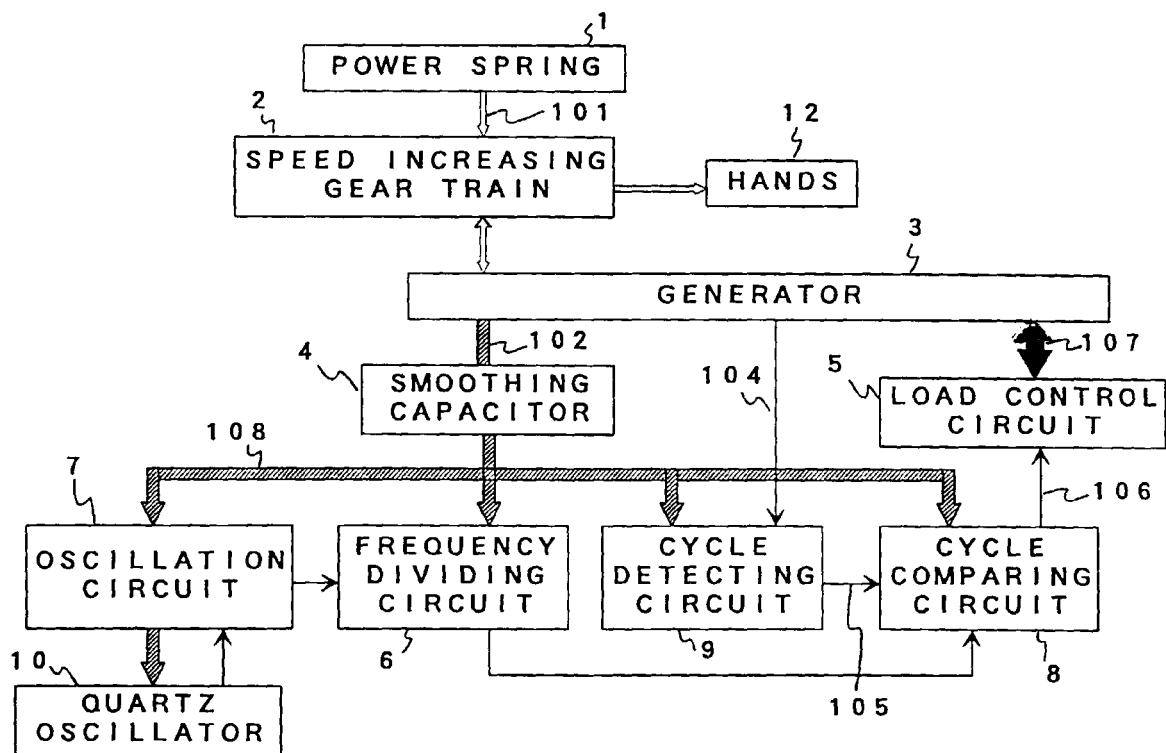 1
POWER SPRING
101
2
12
SPEED INCREASING
GEAR TRAIN
HANDS
3
GENERATOR
102
107
4
SMOOTHING
CAPACITOR
104
5
LOAD CONTROL
CIRCUIT
108
7
106
OSCILLATION
CIRCUIT
FREQUENCY
DIVIDING
CIRCUIT
CYCLE
DETECTING
CIRCUIT
CYCLE
COMPARING
CIRCUIT
10
6
9
8
105
QUARTZ
OSCILLATOR